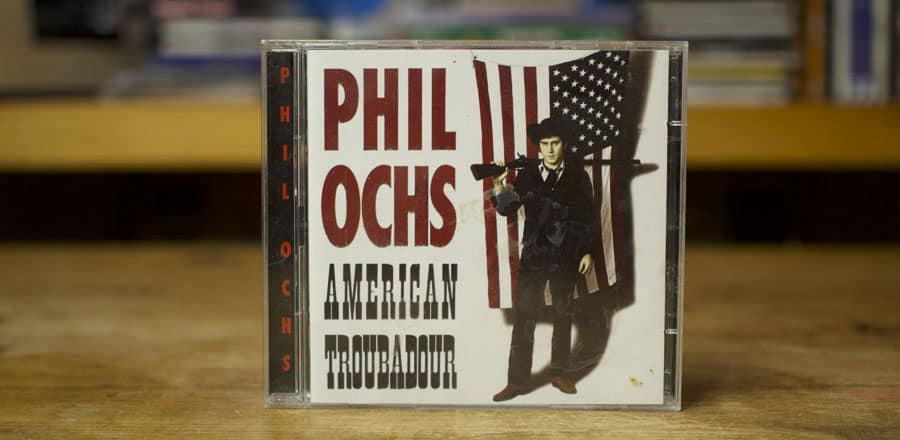 PHIL OCHS
PHIL
OCHS
AMERICAN
TROUBADOUR